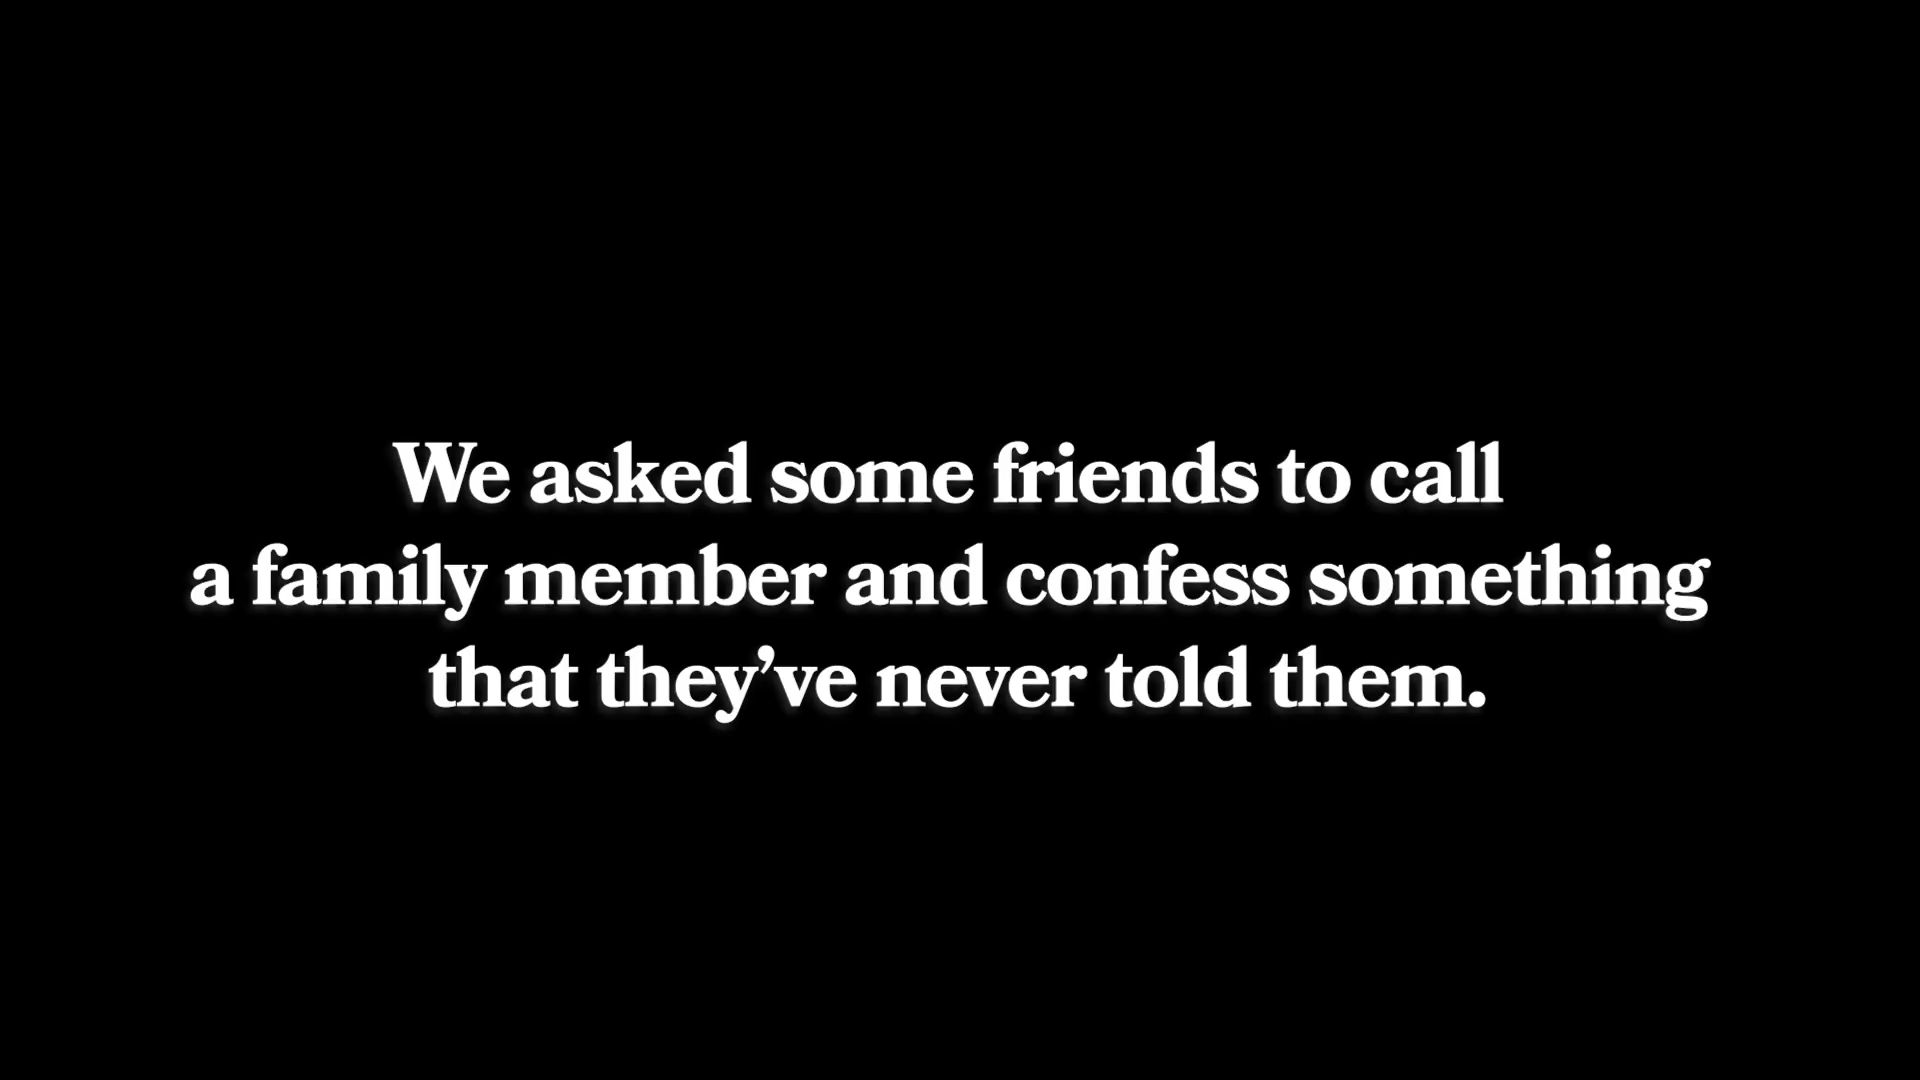 We asked some friends to call
a family member and confess something
that they’ve never told them.